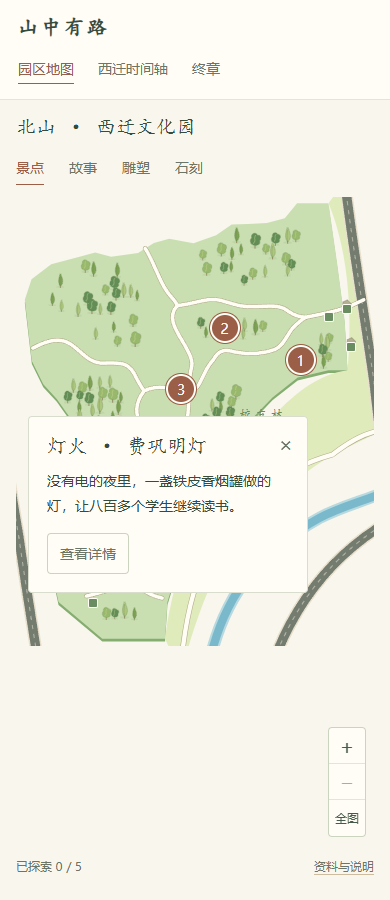 山中有路
园区地图 西迁时间轴 终章
北山 • 西迁文化园
景点 故事 雕塑 石刻
2
1
3
灯火 • 费巩明灯 ×
没有电的夜里，一盏铁皮香烟罐做的
灯，让八百多个学生继续读书。
查看详情
+
−
全图
已探索 0 / 5 资料与说明